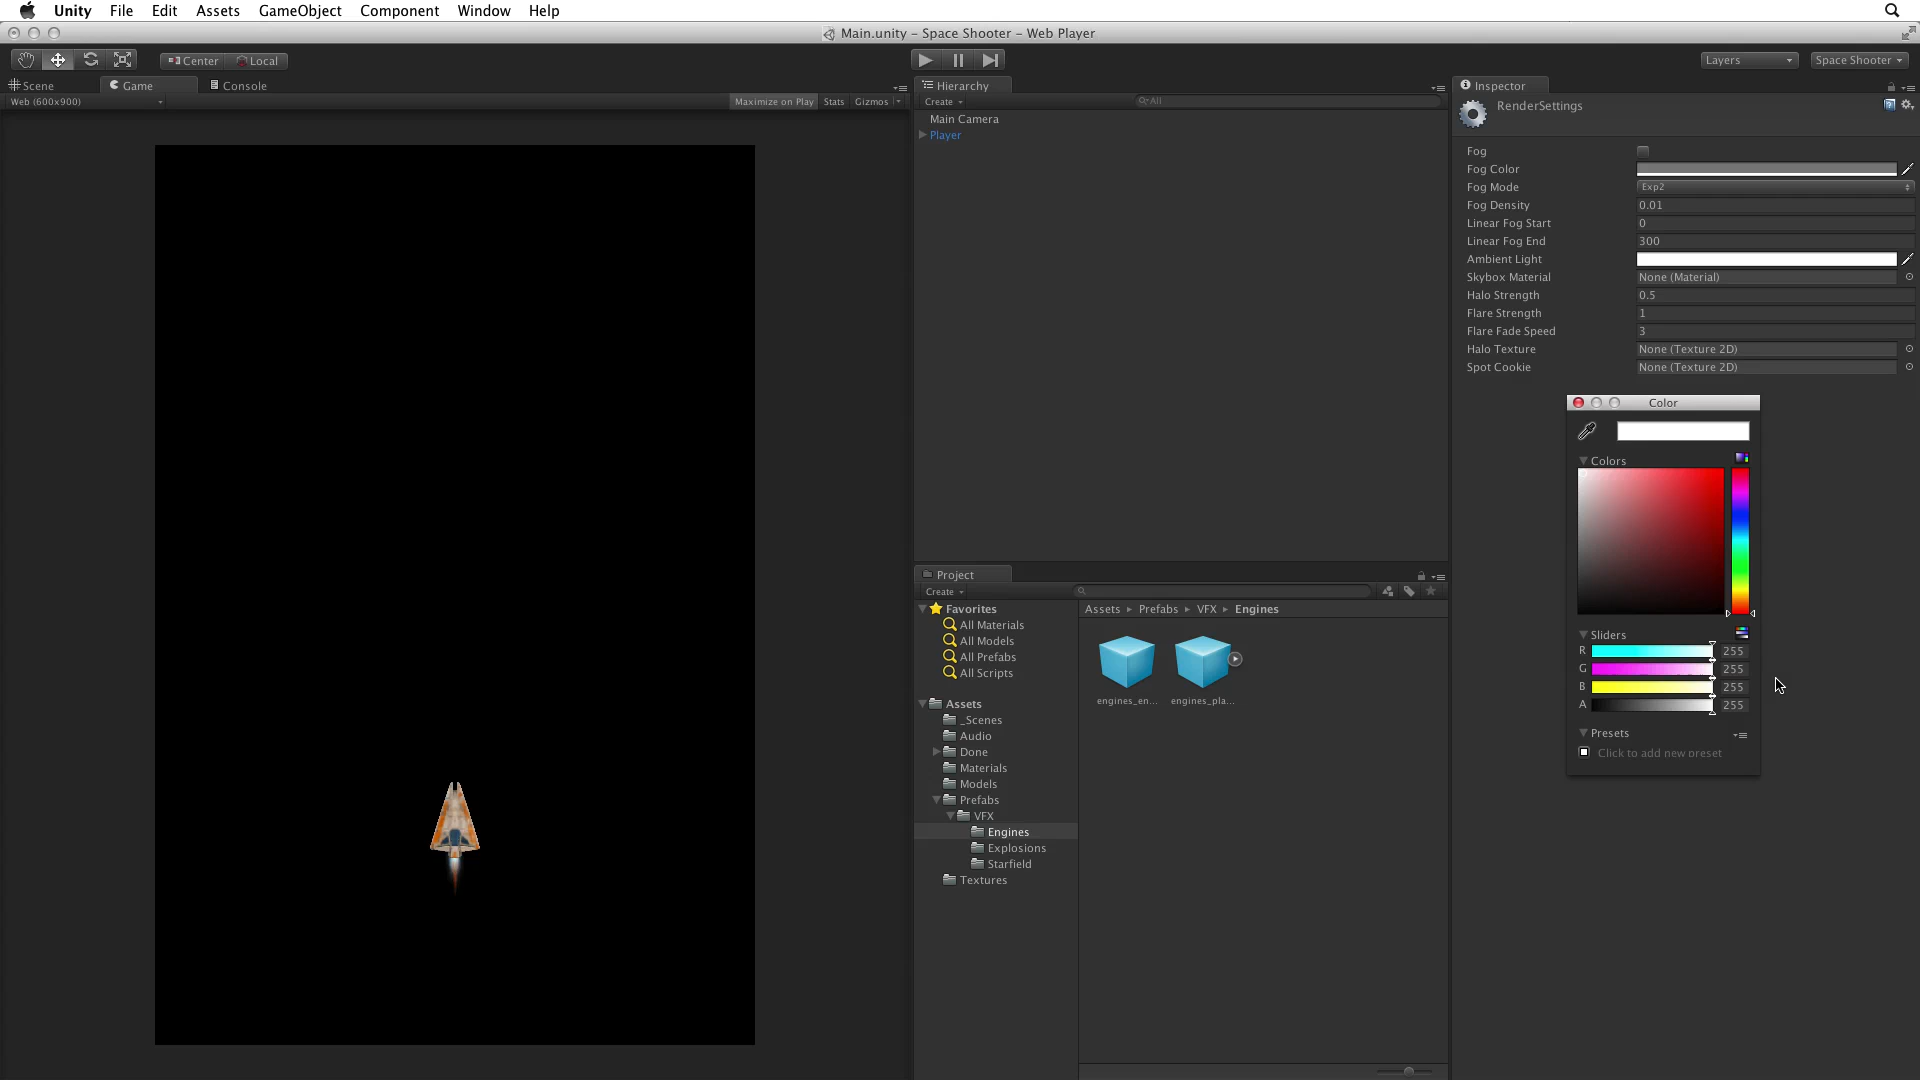 Unity File Edit Assets GameObject Component Window Help
Main.unity – Space Shooter – Web Player
Center Local
Layers Space Shooter
Scene Game Console
Web (600x900) Maximize on Play Stats Gizmos
Hierarchy
Create All
Main Camera
Player
Project
Create
Favorites
All Materials
All Models
All Prefabs
All Scripts
Assets
_Scenes
Audio
Done
Materials
Models
Prefabs
VFX
Engines
Explosions
Starfield
Textures
Assets Prefabs VFX Engines
engines_en... engines_pla...
Inspector
RenderSettings
Fog
Fog Color
Fog Mode Exp2
Fog Density 0.01
Linear Fog Start 0
Linear Fog End 300
Ambient Light
Skybox Material None (Material)
Halo Strength 0.5
Flare Strength 1
Flare Fade Speed 3
Halo Texture None (Texture 2D)
Spot Cookie None (Texture 2D)
Color
Colors
Sliders
R 255
G 255
B 255
A 255
Presets
Click to add new preset